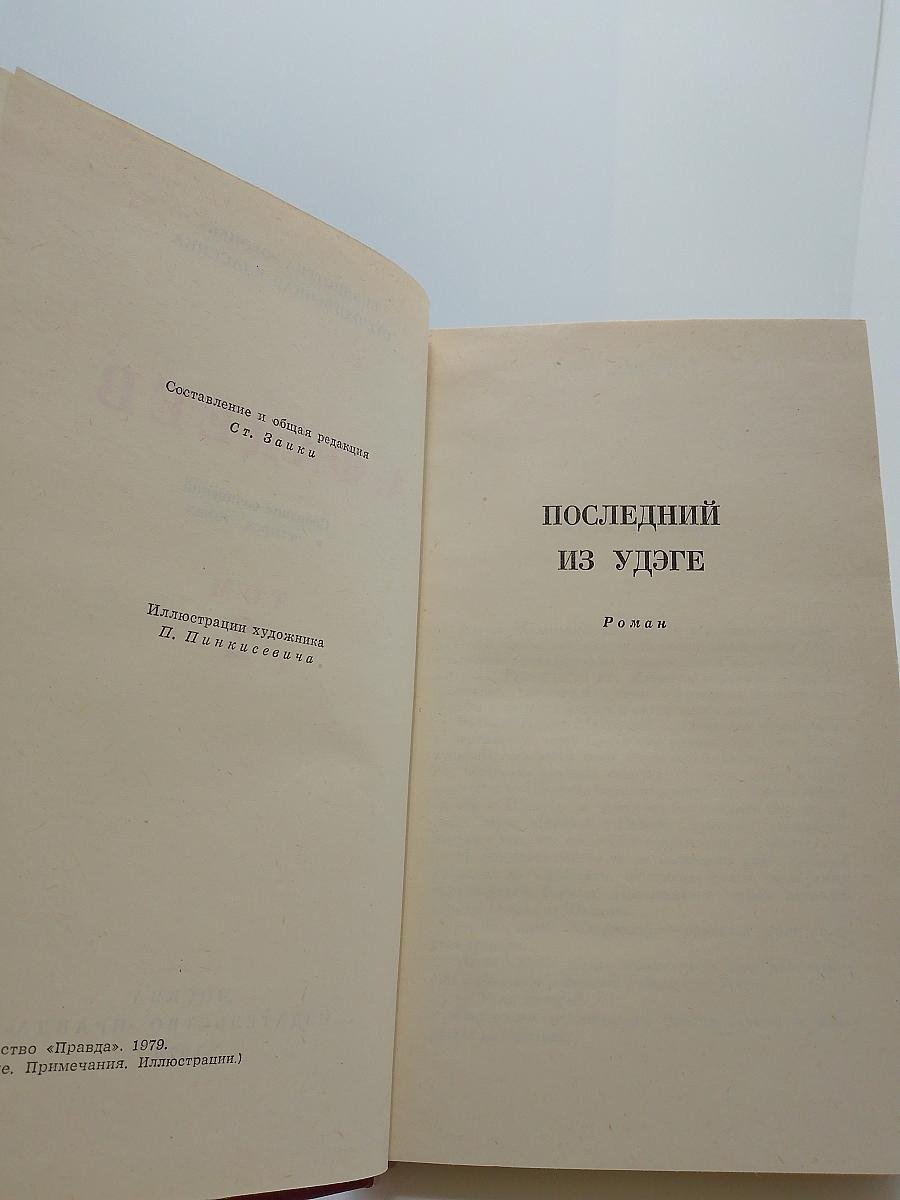 Составление и общая редакция
Ст. Заики
Иллюстрации художника
П. Пинкисевича
ство «Правда». 1979.
е. Примечания. Иллюстрации.)
ПОСЛЕДНИЙ
ИЗ УДЭГЕ
Роман